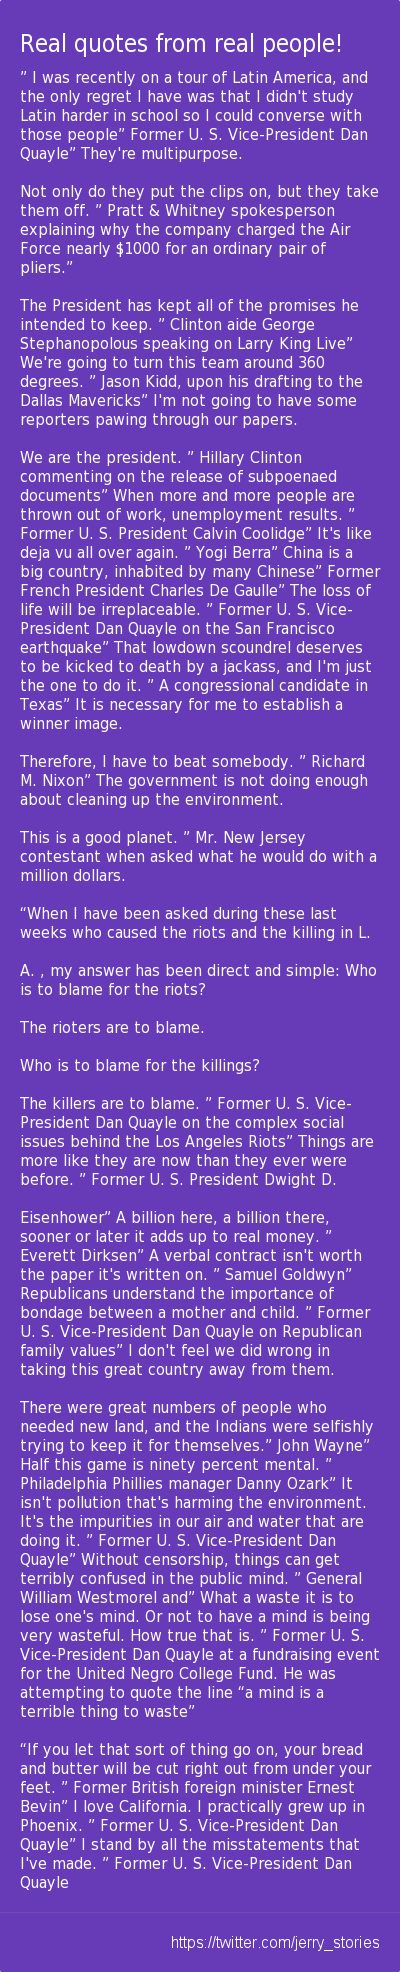 Real quotes from real people!
” I was recently on a tour of Latin America, and
the only regret I have was that I didn't study
Latin harder in school so I could converse with
those people” Former U. S. Vice-President Dan
Quayle” They're multipurpose.
Not only do they put the clips on, but they take
them off. ” Pratt & Whitney spokesperson
explaining why the company charged the Air
Force nearly $1000 for an ordinary pair of
pliers.”
The President has kept all of the promises he
intended to keep. ” Clinton aide George
Stephanopolous speaking on Larry King Live”
We're going to turn this team around 360
degrees. ” Jason Kidd, upon his drafting to the
Dallas Mavericks” I'm not going to have some
reporters pawing through our papers.
We are the president. ” Hillary Clinton
commenting on the release of subpoenaed
documents” When more and more people are
thrown out of work, unemployment results. ”
Former U. S. President Calvin Coolidge” It's like
deja vu all over again. ” Yogi Berra” China is a
big country, inhabited by many Chinese” Former
French President Charles De Gaulle” The loss of
life will be irreplaceable. ” Former U. S. Vice-
President Dan Quayle on the San Francisco
earthquake” That lowdown scoundrel deserves
to be kicked to death by a jackass, and I'm just
the one to do it. ” A congressional candidate in
Texas” It is necessary for me to establish a
winner image.
Therefore, I have to beat somebody. ” Richard
M. Nixon” The government is not doing enough
about cleaning up the environment.
This is a good planet. ” Mr. New Jersey
contestant when asked what he would do with a
million dollars.
“When I have been asked during these last
weeks who caused the riots and the killing in L.
A. , my answer has been direct and simple: Who
is to blame for the riots?
The rioters are to blame.
Who is to blame for the killings?
The killers are to blame. ” Former U. S. Vice-
President Dan Quayle on the complex social
issues behind the Los Angeles Riots” Things are
more like they are now than they ever were
before. ” Former U. S. President Dwight D.
Eisenhower” A billion here, a billion there,
sooner or later it adds up to real money. ”
Everett Dirksen” A verbal contract isn't worth
the paper it's written on. ” Samuel Goldwyn”
Republicans understand the importance of
bondage between a mother and child. ” Former
U. S. Vice-President Dan Quayle on Republican
family values” I don't feel we did wrong in
taking this great country away from them.
There were great numbers of people who
needed new land, and the Indians were selfishly
trying to keep it for themselves.” John Wayne”
Half this game is ninety percent mental. ”
Philadelphia Phillies manager Danny Ozark” It
isn't pollution that's harming the environment.
It's the impurities in our air and water that are
doing it. ” Former U. S. Vice-President Dan
Quayle” Without censorship, things can get
terribly confused in the public mind. ” General
William Westmorel and” What a waste it is to
lose one's mind. Or not to have a mind is being
very wasteful. How true that is. ” Former U. S.
Vice-President Dan Quayle at a fundraising event
for the United Negro College Fund. He was
attempting to quote the line “a mind is a
terrible thing to waste”
“If you let that sort of thing go on, your bread
and butter will be cut right out from under your
feet. ” Former British foreign minister Ernest
Bevin” I love California. I practically grew up in
Phoenix. ” Former U. S. Vice-President Dan
Quayle” I stand by all the misstatements that
I've made. ” Former U. S. Vice-President Dan
Quayle
https://twitter.com/jerry_stories